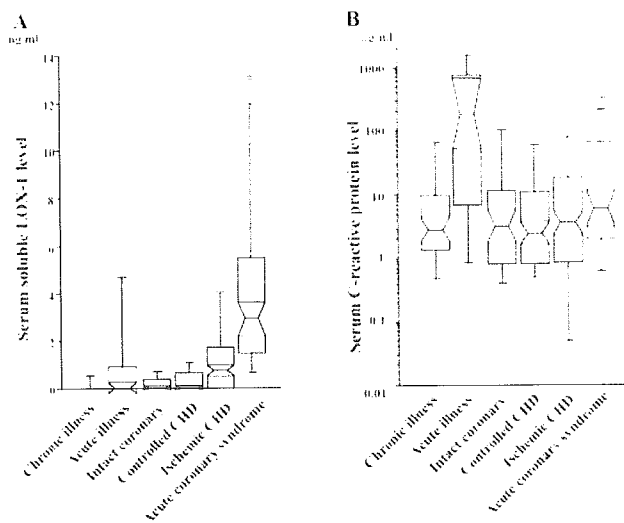 A
ng/ml
14
12
10
8
6
4
2
0
Serum soluble LOX-1 level
Chronic illness
Acute illness
Intact coronary
Controlled CHD
Ischemic CHD
Acute coronary syndrome
B
1000
100
10
1
0.1
0.01
Serum C-reactive protein level
Chronic illness
Acute illness
Intact coronary
Controlled CHD
Ischemic CHD
Acute coronary syndrome